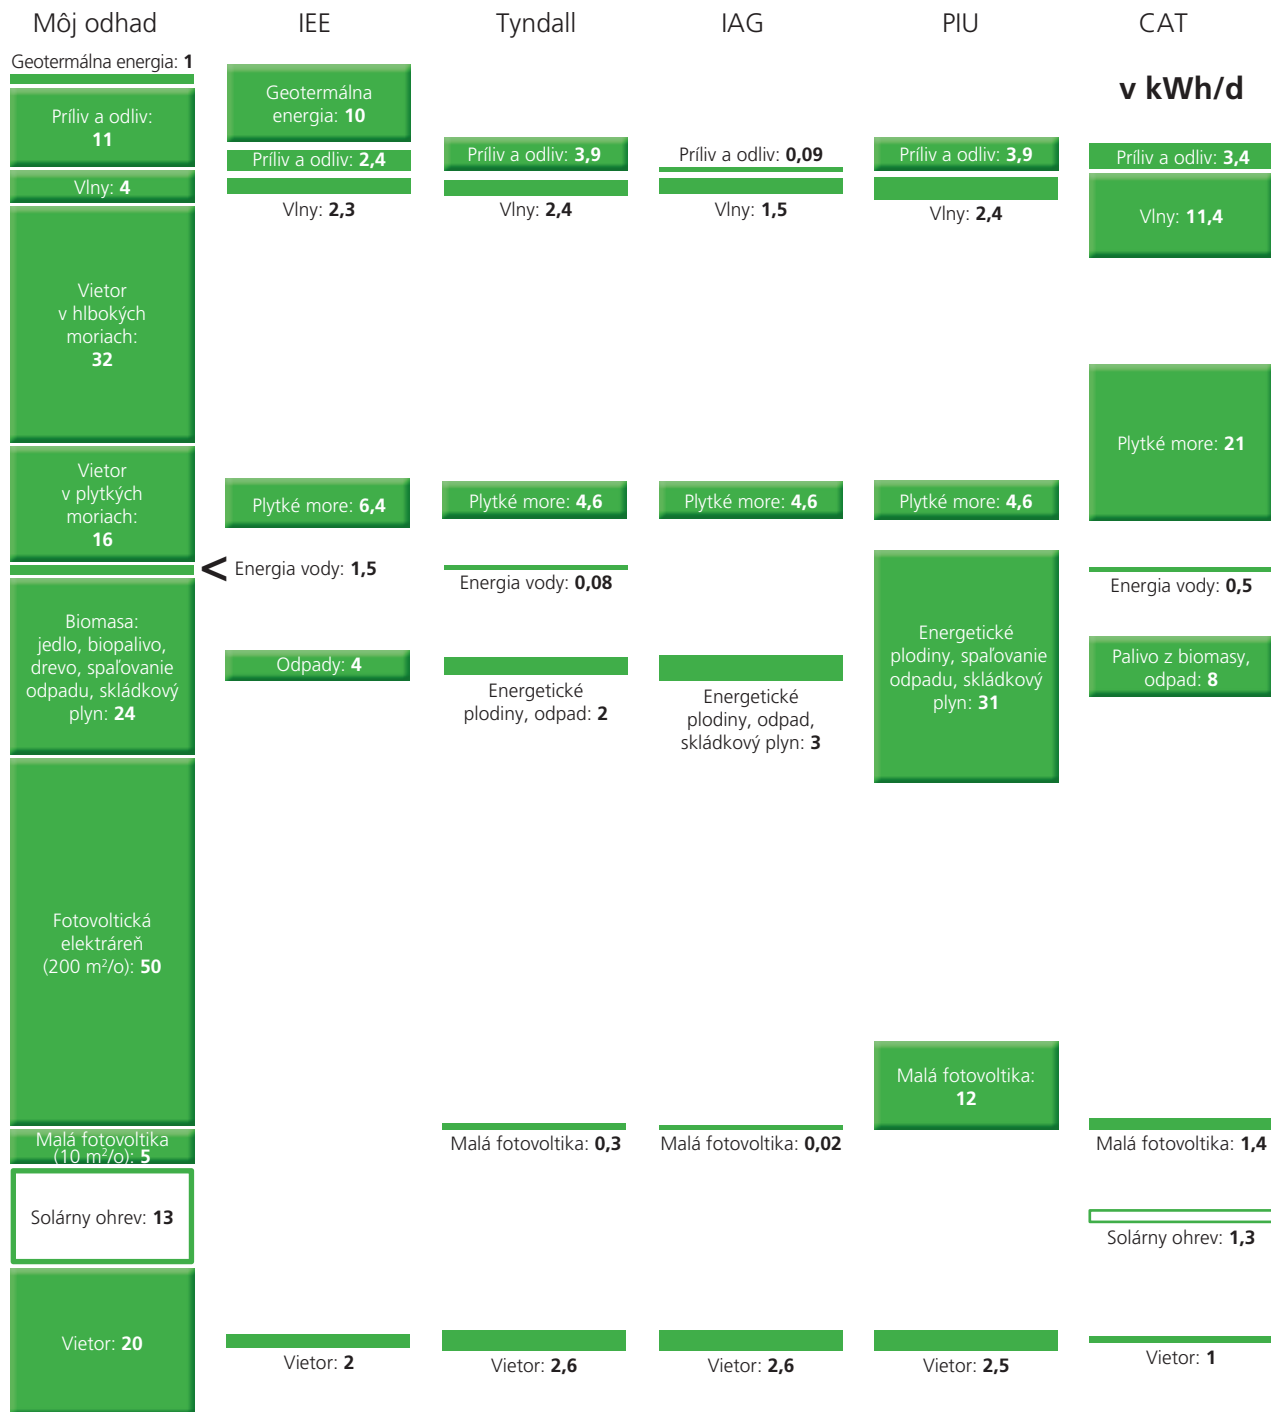 Môj odhad
IEE
Tyndall
IAG
PIU
CAT
v kWh/d
Geotermálna energia: 1
Príliv a odliv:
11
Vlny: 4
Vietor
v hlbokých
moriach:
32
Vietor
v plytkých
moriach:
16
<
Biomasa:
jedlo, biopalivo,
drevo, spaľovanie
odpadu, skládkový
plyn: 24
Fotovoltická
elektráreň
(200 m²/o): 50
Malá fotovoltika
(10 m²/o): 5
Solárny ohrev: 13
Vietor: 20
Geotermálna
energia: 10
Príliv a odliv: 2,4
Vlny: 2,3
Plytké more: 6,4
Energia vody: 1,5
Odpady: 4
Vietor: 2
Príliv a odliv: 3,9
Vlny: 2,4
Plytké more: 4,6
Energia vody: 0,08
Energetické
plodiny, odpad: 2
Malá fotovoltika: 0,3
Vietor: 2,6
Príliv a odliv: 0,09
Vlny: 1,5
Plytké more: 4,6
Energetické
plodiny, odpad,
skládkový plyn: 3
Malá fotovoltika: 0,02
Vietor: 2,6
Príliv a odliv: 3,9
Vlny: 2,4
Plytké more: 4,6
Energetické
plodiny, spaľovanie
odpadu, skládkový
plyn: 31
Malá fotovoltika:
12
Vietor: 2,5
Príliv a odliv: 3,4
Vlny: 11,4
Plytké more: 21
Energia vody: 0,5
Palivo z biomasy,
odpad: 8
Malá fotovoltika: 1,4
Solárny ohrev: 1,3
Vietor: 1